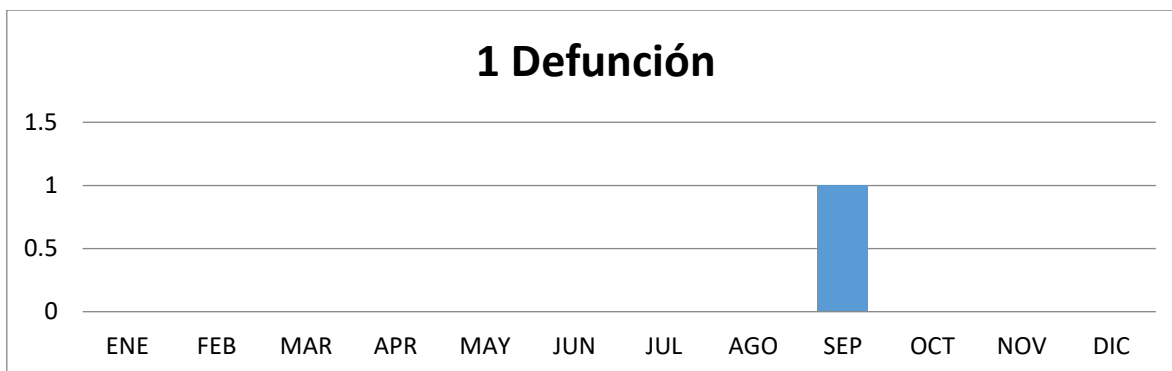 1 Defunción
1.5
1
0.5
0
ENE FEB MAR APR MAY JUN JUL AGO SEP OCT NOV DIC